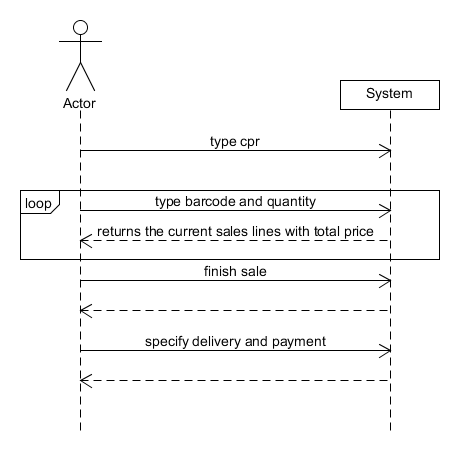 Actor
System
type cpr
loop
type barcode and quantity
returns the current sales lines with total price
finish sale
specify delivery and payment